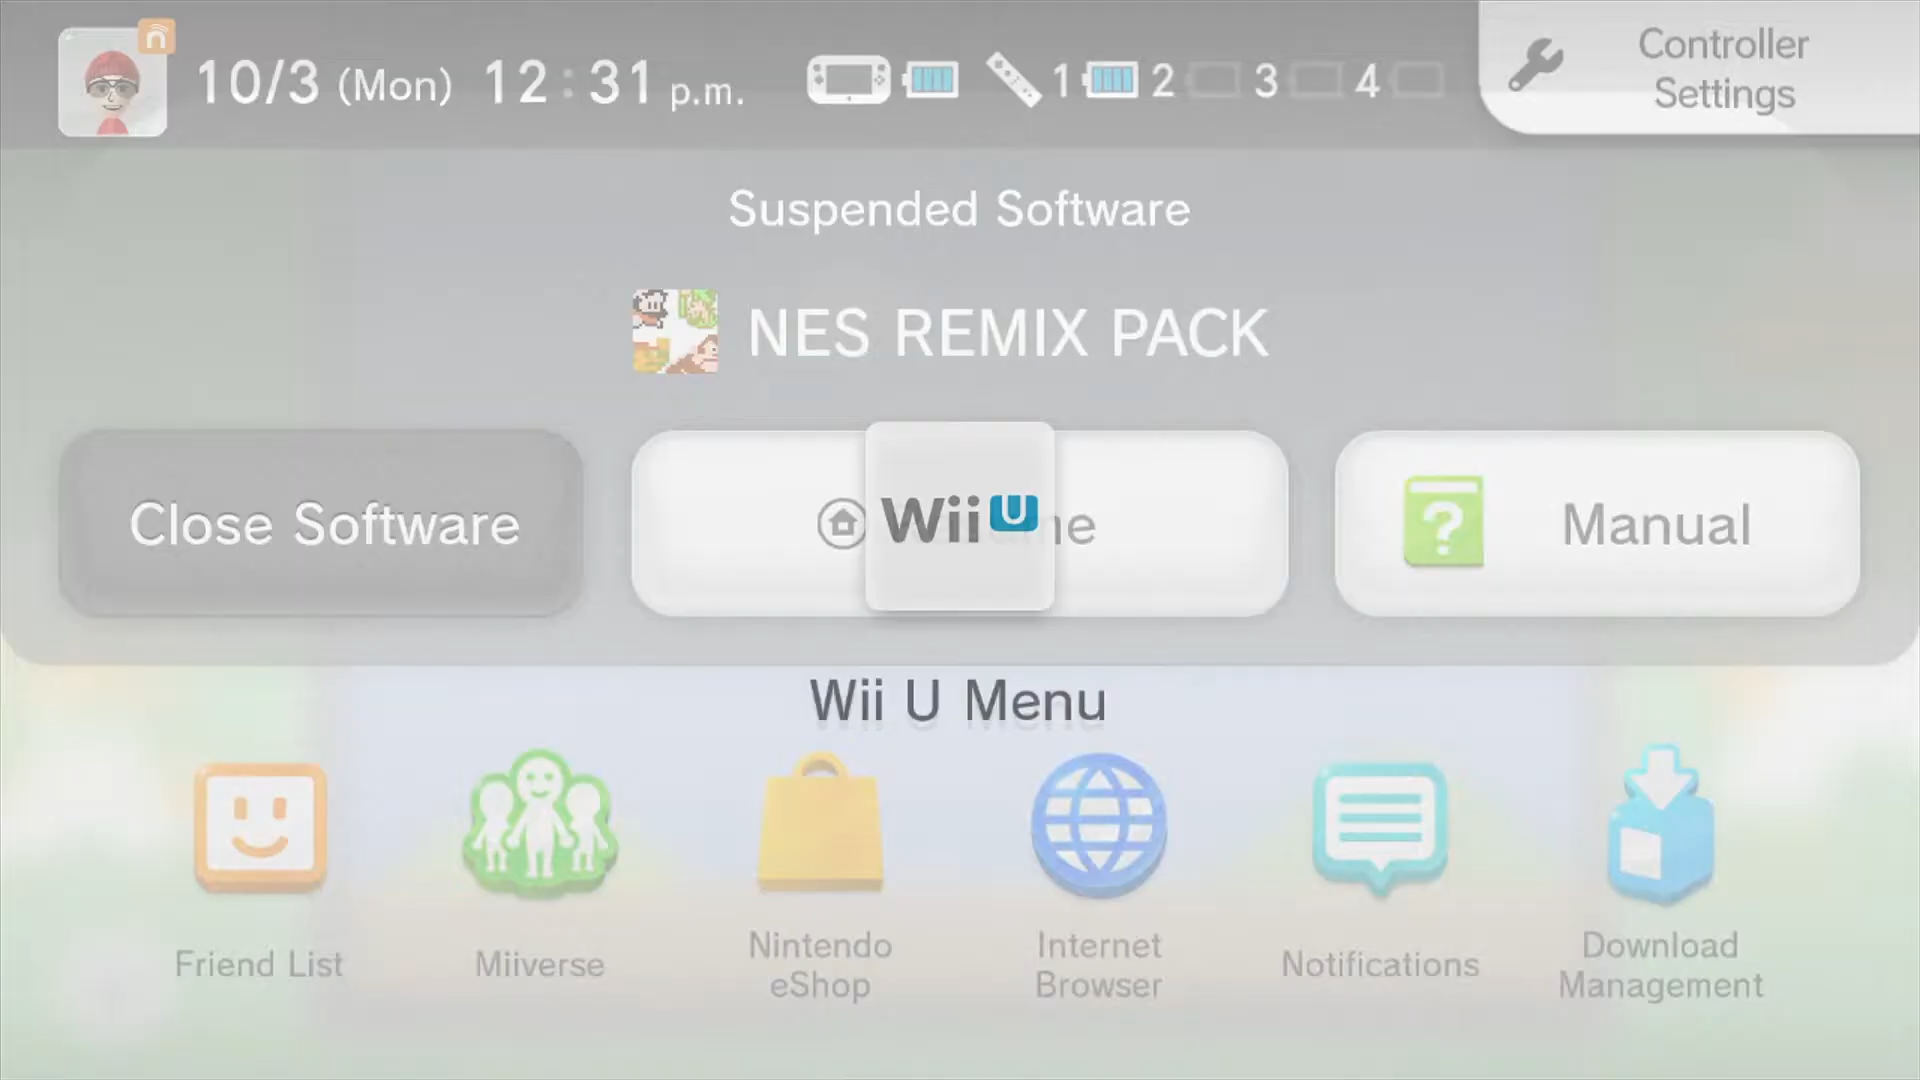 10/3 (Mon) 12:31 p.m.
1 2 3 4
Controller
Settings
Suspended Software
NES REMIX PACK
Close Software
Wii U
Manual
Wii U Menu
Friend List
Miiverse
Nintendo
eShop
Internet
Browser
Notifications
Download
Management